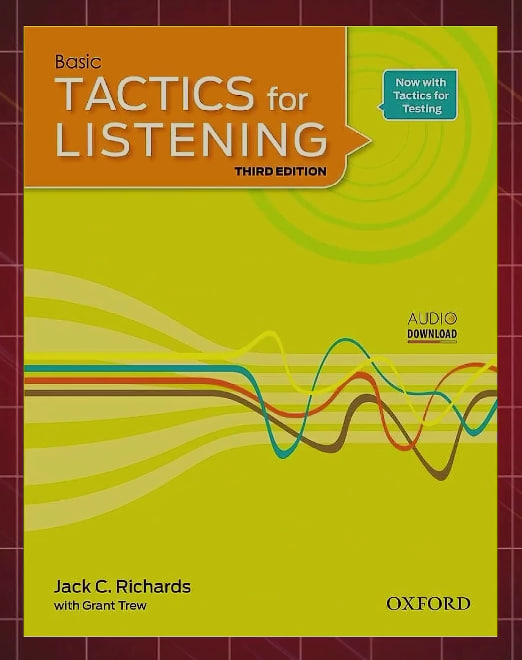 Basic
TACTICS for
LISTENING
THIRD EDITION
Now with
Tactics for
Testing
AUDIO
DOWNLOAD
Jack C. Richards
with Grant Trew
OXFORD